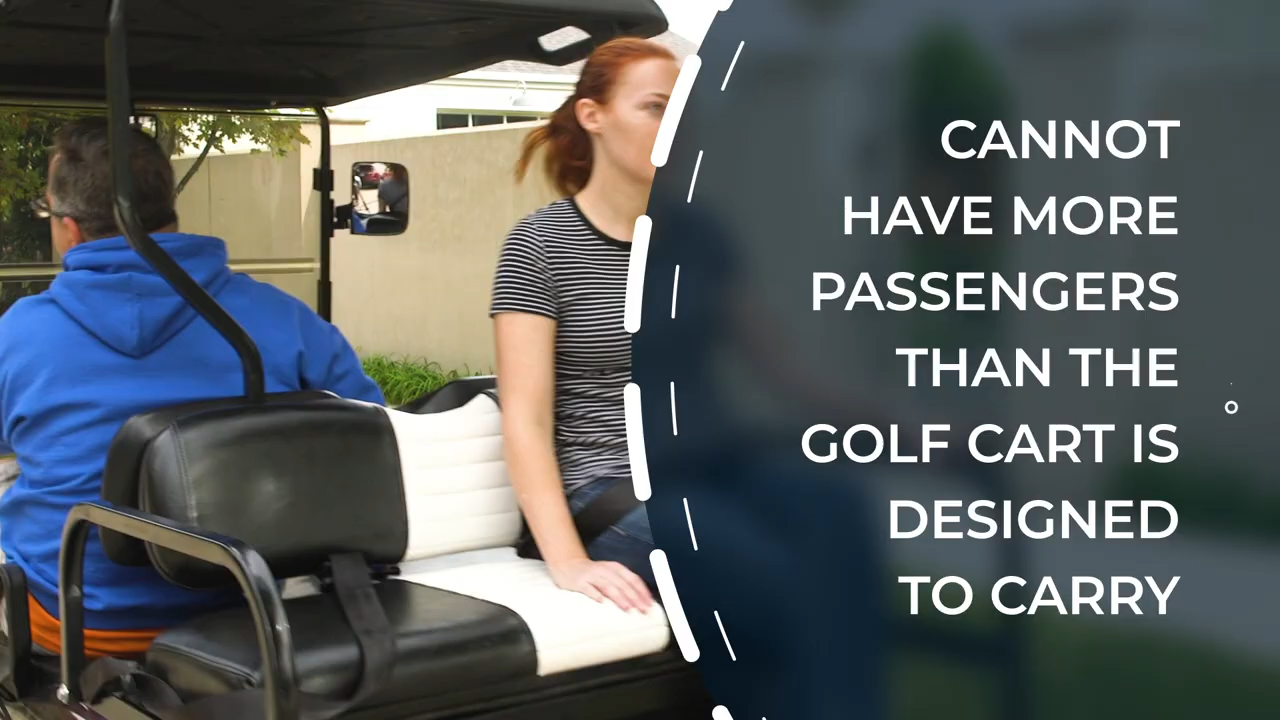 CANNOT
HAVE MORE
PASSENGERS
THAN THE
GOLF CART IS
DESIGNED
TO CARRY